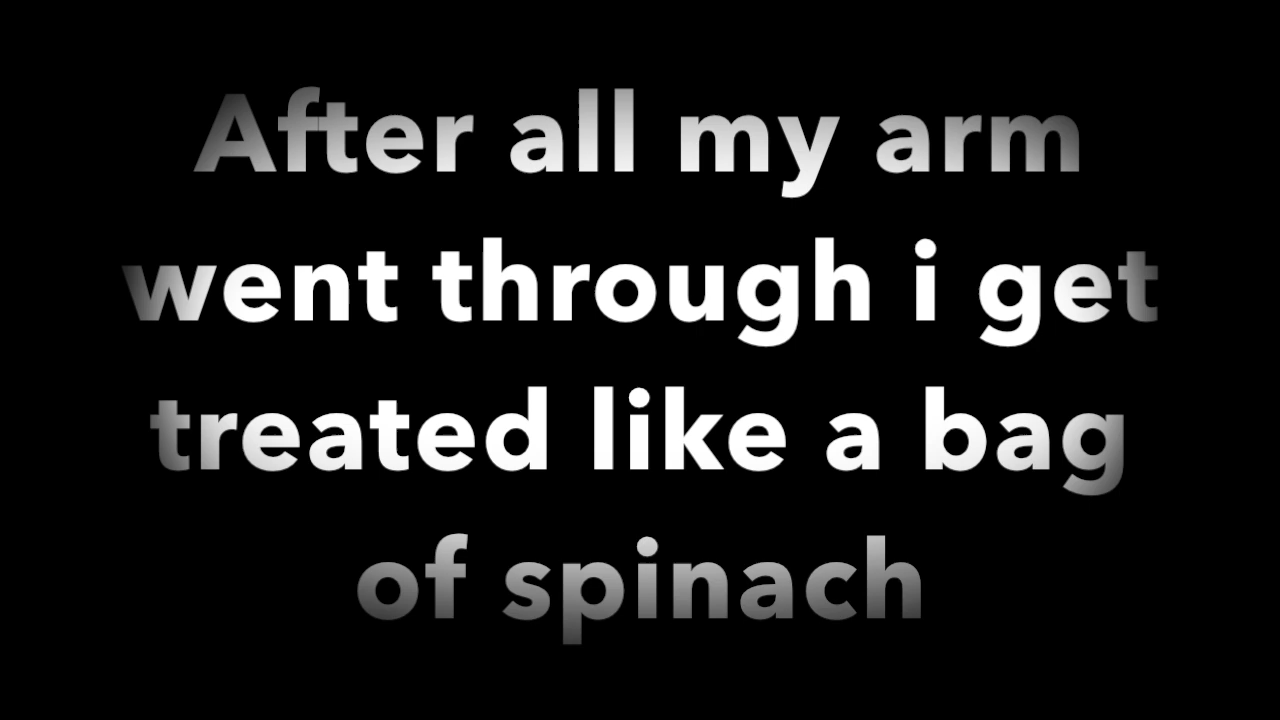 After all my arm
went through i get
treated like a bag
of spinach